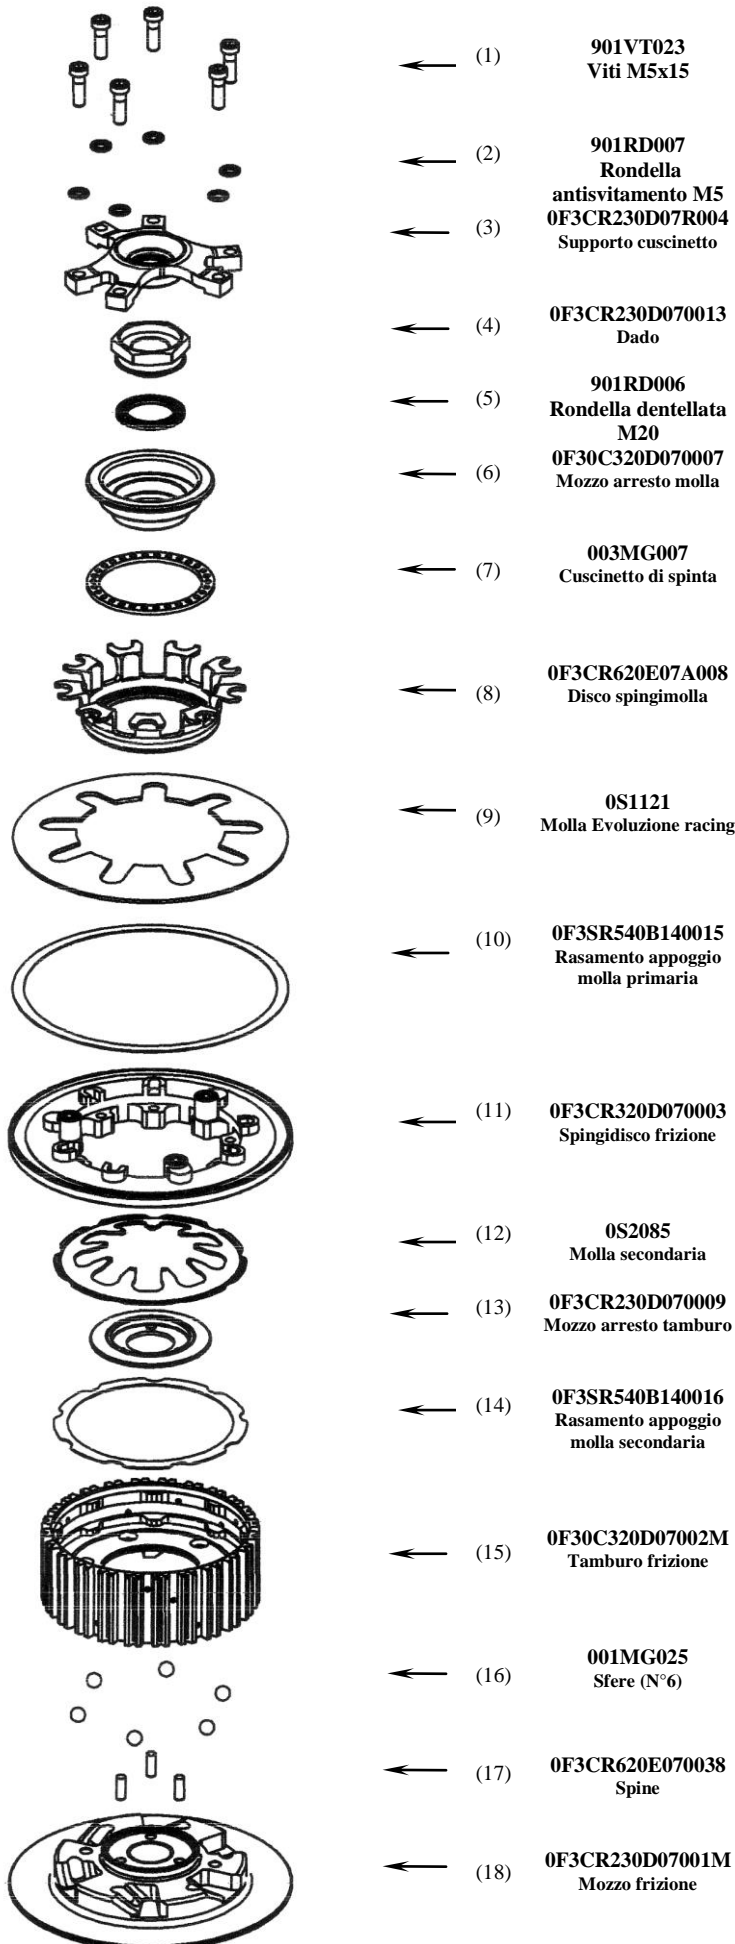 (1)
901VT023
Viti M5x15
(2)
901RD007
Rondella
antisvitamento M5
(3)
0F3CR230D07R004
Supporto cuscinetto
(4)
0F3CR230D070013
Dado
(5)
901RD006
Rondella dentellata
M20
(6)
0F30C320D070007
Mozzo arresto molla
(7)
003MG007
Cuscinetto di spinta
(8)
0F3CR620E07A008
Disco spingimolla
(9)
0S1121
Molla Evoluzione racing
(10)
0F3SR540B140015
Rasamento appoggio
molla primaria
(11)
0F3CR320D070003
Spingidisco frizione
(12)
0S2085
Molla secondaria
(13)
0F3CR230D070009
Mozzo arresto tamburo
(14)
0F3SR540B140016
Rasamento appoggio
molla secondaria
(15)
0F30C320D07002M
Tamburo frizione
(16)
001MG025
Sfere (N°6)
(17)
0F3CR620E070038
Spine
(18)
0F3CR230D07001M
Mozzo frizione